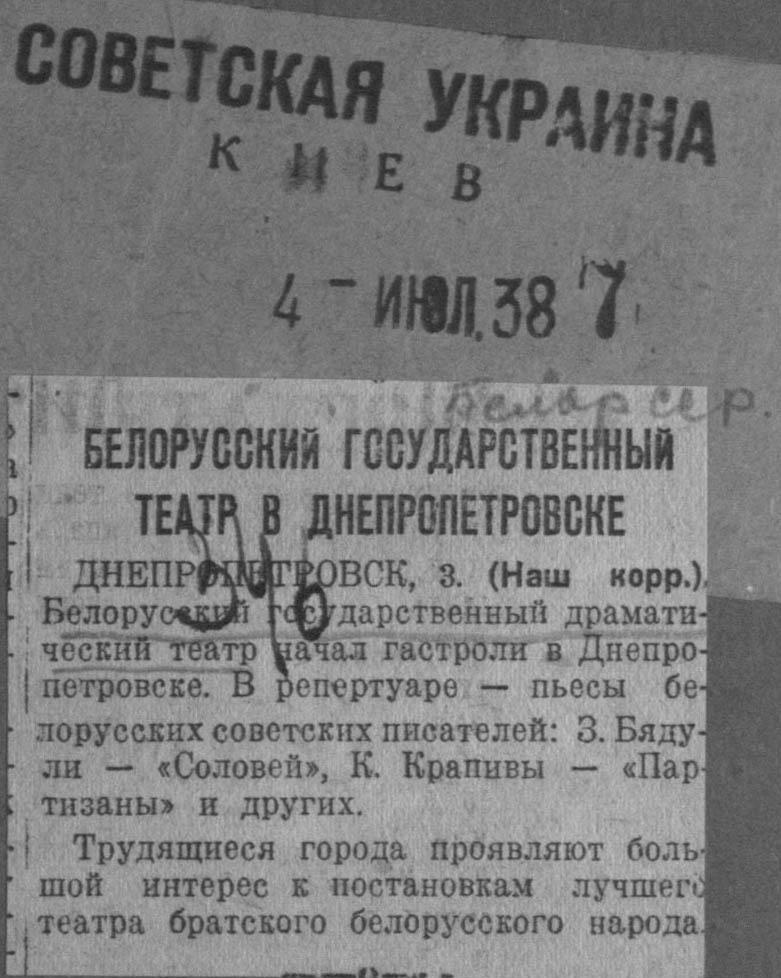 СОВЕТСКАЯ УКРАИНА
КИЕВ
4 - ИЮЛ. 38 7
БЕЛОРУССКИЙ ГОСУДАРСТВЕННЫЙ
ТЕАТР В ДНЕПРОПЕТРОВСКЕ
ДНЕПРОПЕТРОВСК, 3. (Наш корр.).
Белорусский государственный драмати-
ческий театр начал гастроли в Днепро-
петровске. В репертуаре — пьесы бе-
лорусских советских писателей: З. Бяду-
ли — «Соловей», К. Крапивы — «Пар-
тизаны» и других.
Трудящиеся города проявляют боль-
шой интерес к постановкам лучшего
театра братского белорусского народа.